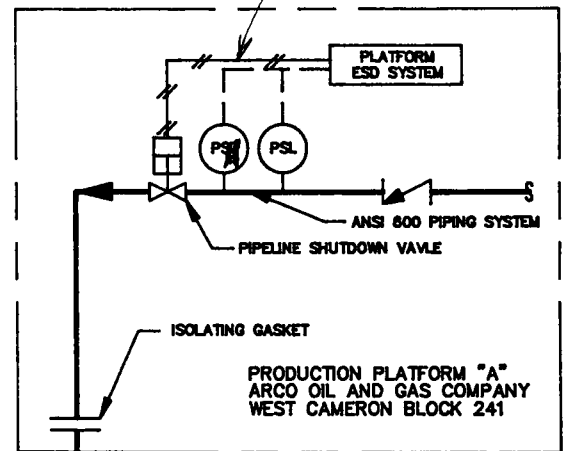 PLATFORM
ESD SYSTEM
PSL
ANSI 600 PIPING SYSTEM
PIPELINE SHUTDOWN VAVLE
ISOLATING GASKET
PRODUCTION PLATFORM "A"
ARCO OIL AND GAS COMPANY
WEST CAMERON BLOCK 241